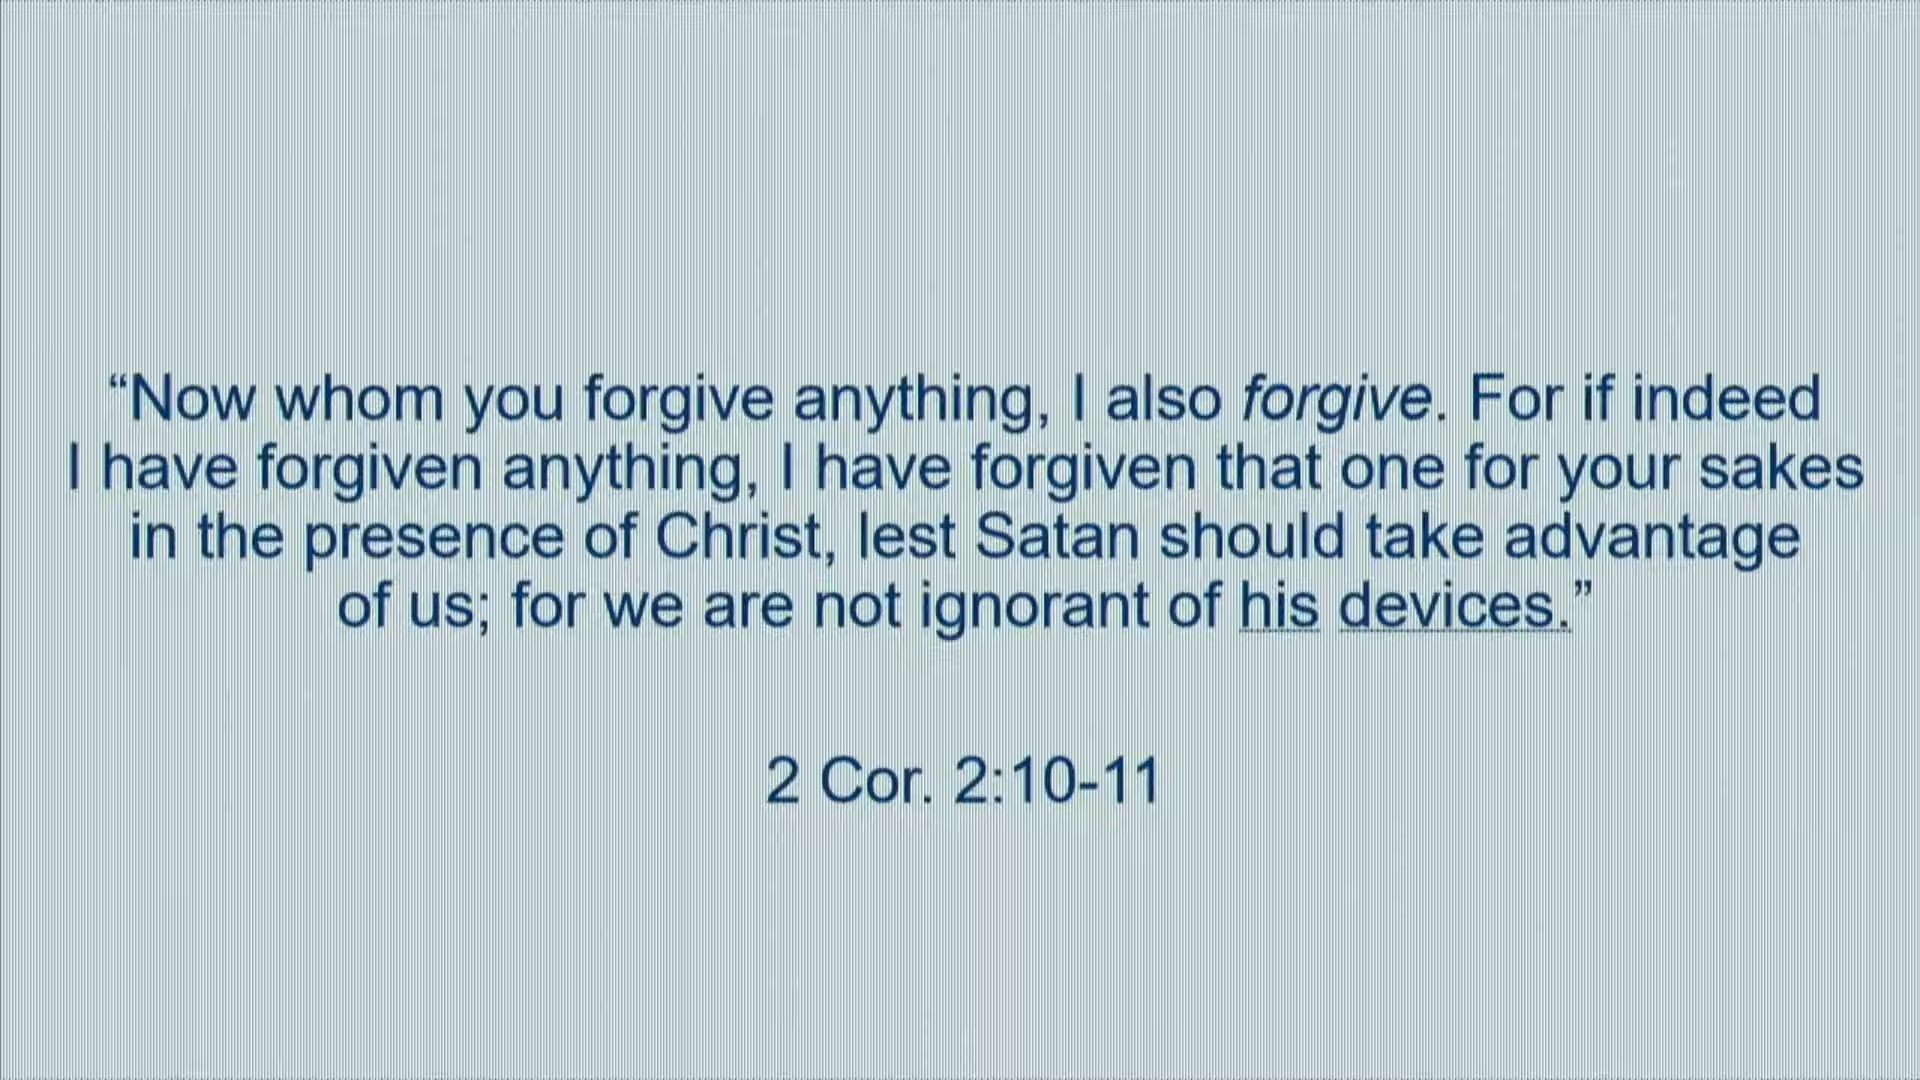 “Now whom you forgive anything, I also forgive. For if indeed
I have forgiven anything, I have forgiven that one for your sakes
in the presence of Christ, lest Satan should take advantage
of us; for we are not ignorant of his devices.”
2 Cor. 2:10-11